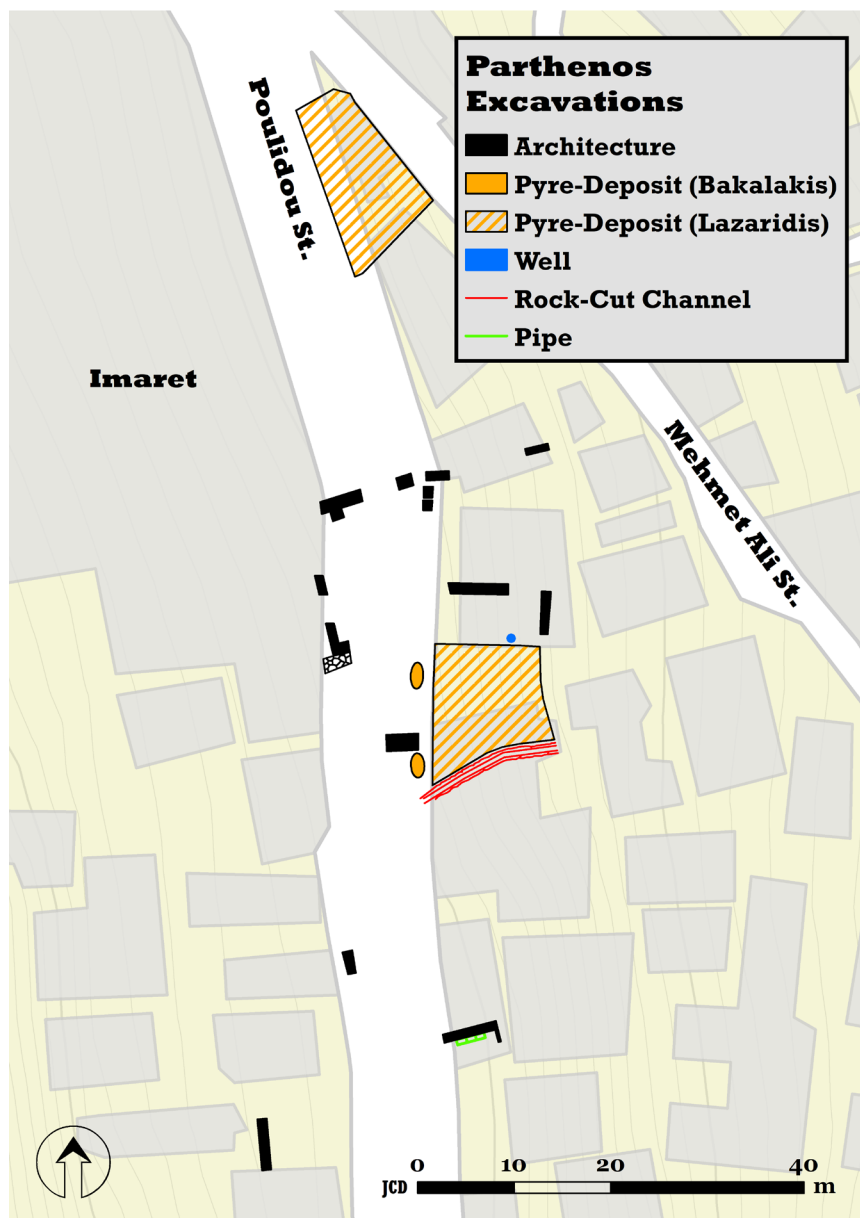 Parthenos
Excavations
Architecture
Pyre-Deposit (Bakalakis)
Pyre-Deposit (Lazaridis)
Well
Rock-Cut Channel
Pipe
Poulidou St.
Imaret
Mehmet Ali St.
0 10 20 40
JCD m